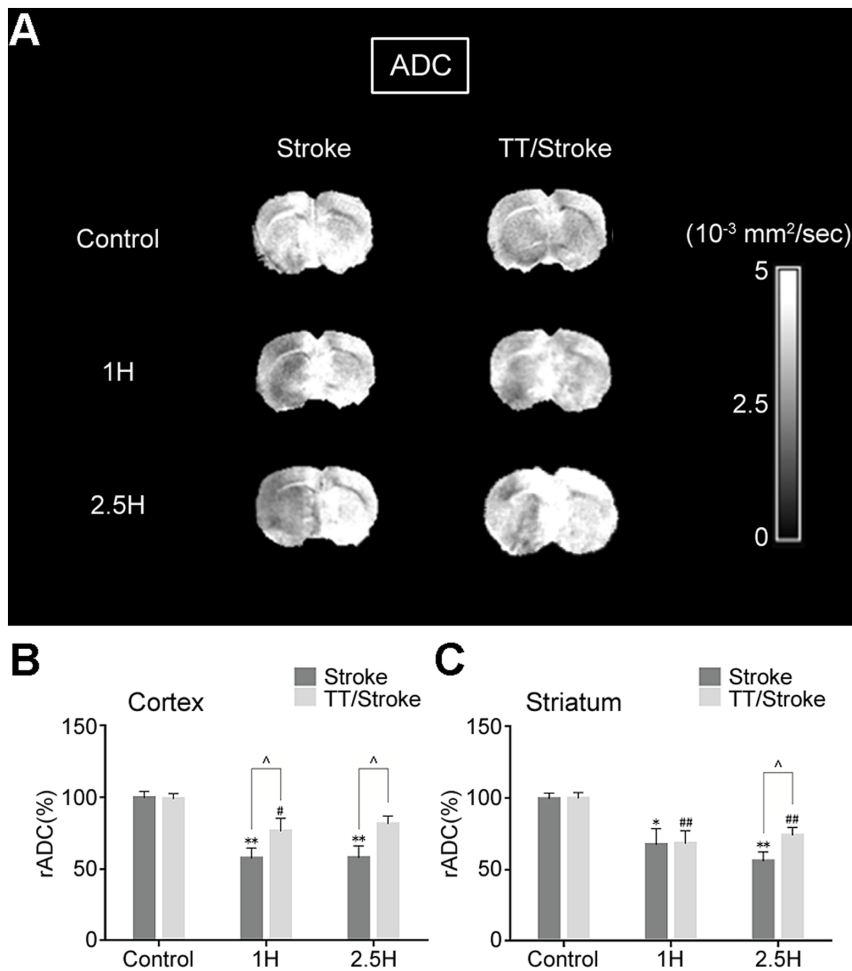 A
ADC
Stroke TT/Stroke
Control
(10⁻³ mm²/sec)
5
1H
2.5
2.5H
0
B
Stroke
TT/Stroke
Cortex
150
^ ^
100
#
** **
rADC(%)
50
0
Control 1H 2.5H
C
Stroke
TT/Stroke
Striatum
150
^
100
* ## ** ##
rADC(%)
50
0
Control 1H 2.5H